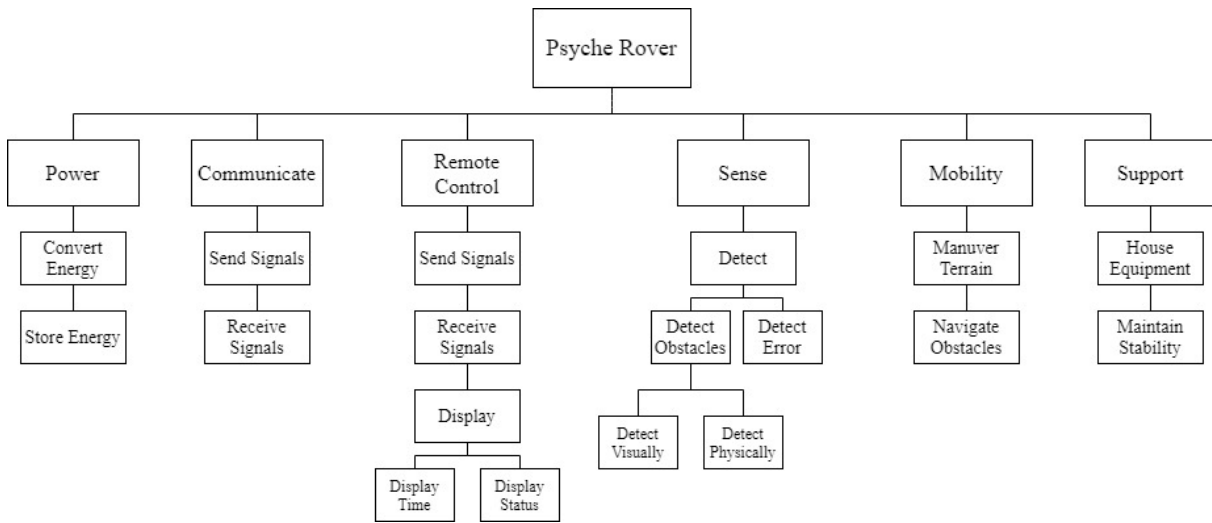 Psyche Rover
Power
Communicate
Remote
Control
Sense
Mobility
Support
Convert
Energy
Send Signals
Send Signals
Detect
Manuver
Terrain
House
Equipment
Store Energy
Receive
Signals
Receive
Signals
Detect
Obstacles
Detect
Error
Navigate
Obstacles
Maintain
Stability
Display
Detect
Visually
Detect
Physically
Display
Time
Display
Status